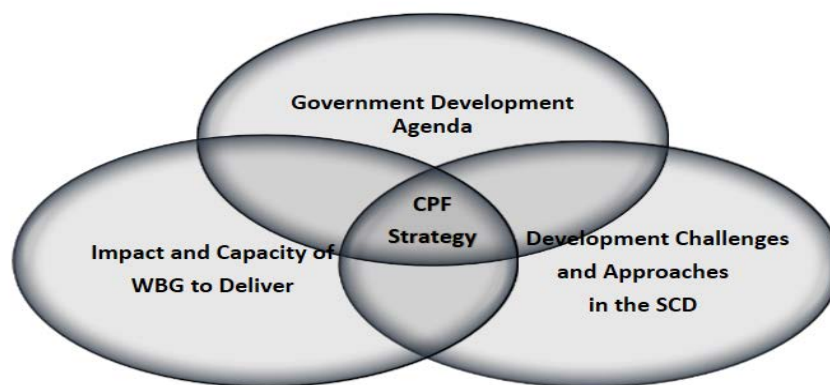 Government Development
Agenda
CPF
Strategy
Impact and Capacity of
WBG to Deliver
Development Challenges
and Approaches
in the SCD